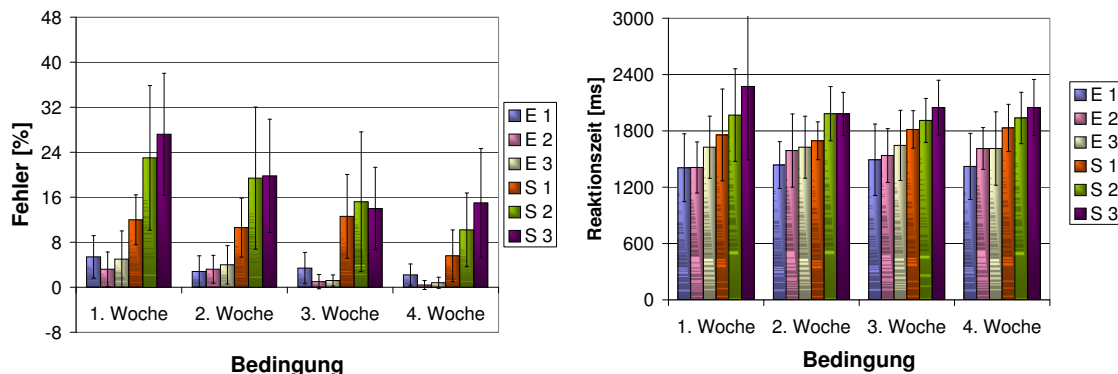 Fehler [%]
48
40
32
24
16
8
0
-8
1. Woche 2. Woche 3. Woche 4. Woche
Bedingung
E 1
E 2
E 3
S 1
S 2
S 3
Reaktionszeit [ms]
3000
2400
1800
1200
600
0
1. Woche 2. Woche 3. Woche 4. Woche
Bedingung
E 1
E 2
E 3
S 1
S 2
S 3